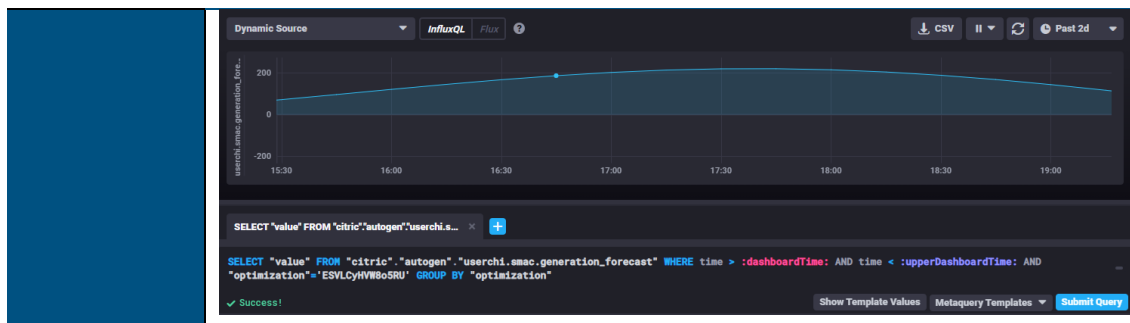 Dynamic Source InfluxQL Flux ? CSV Past 2d
userchi.smac.generation_fore...
200
0
-200
15:30 16:00 16:30 17:00 17:30 18:00 18:30 19:00
SELECT "value" FROM "citric"."autogen"."userchi.s... × +
SELECT "value" FROM "citric"."autogen"."userchi.smac.generation_forecast" WHERE time > :dashboardTime: AND time < :upperDashboardTime: AND
"optimization"='ESVLCyHVW8o5RU' GROUP BY "optimization"
Success! Show Template Values Metaquery Templates Submit Query